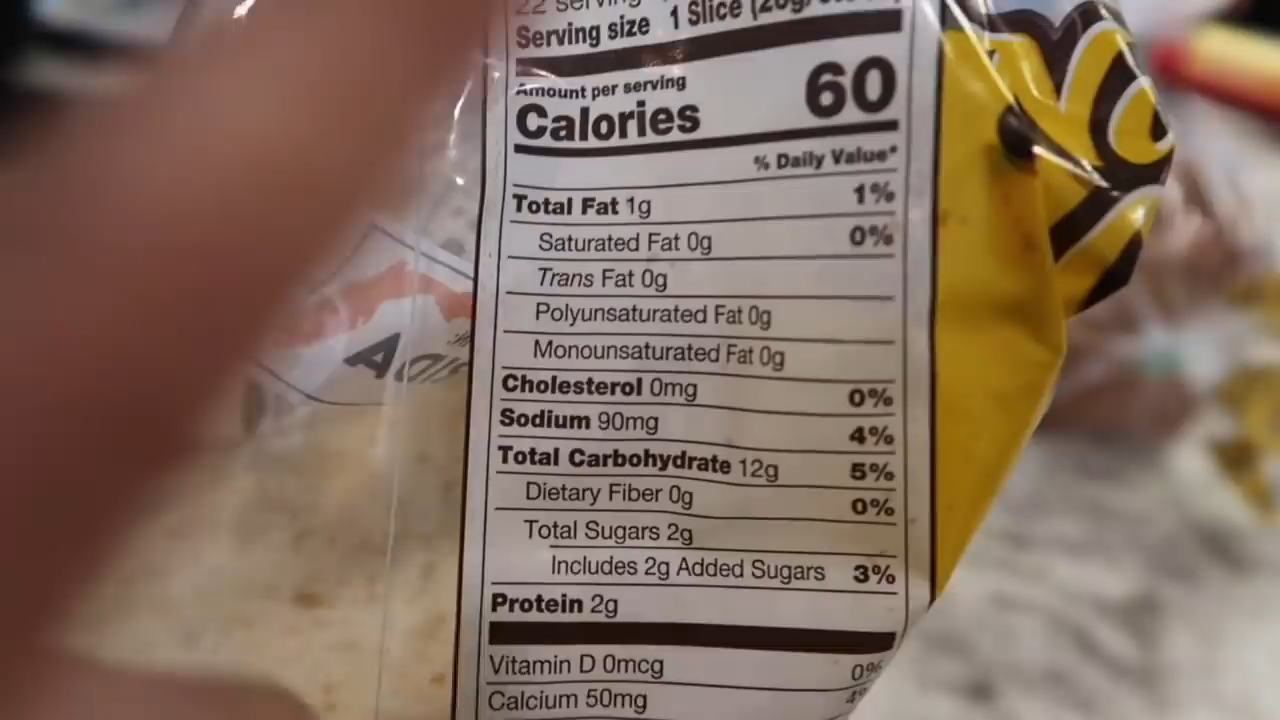 22 serving
Serving size 1 Slice
Amount per serving
Calories 60
% Daily Value*
Total Fat 1g 1%
Saturated Fat 0g 0%
Trans Fat 0g
Polyunsaturated Fat 0g
Monounsaturated Fat 0g
Cholesterol 0mg 0%
Sodium 90mg 4%
Total Carbohydrate 12g 5%
Dietary Fiber 0g 0%
Total Sugars 2g
Includes 2g Added Sugars 3%
Protein 2g
Vitamin D 0mcg 0%
Calcium 50mg